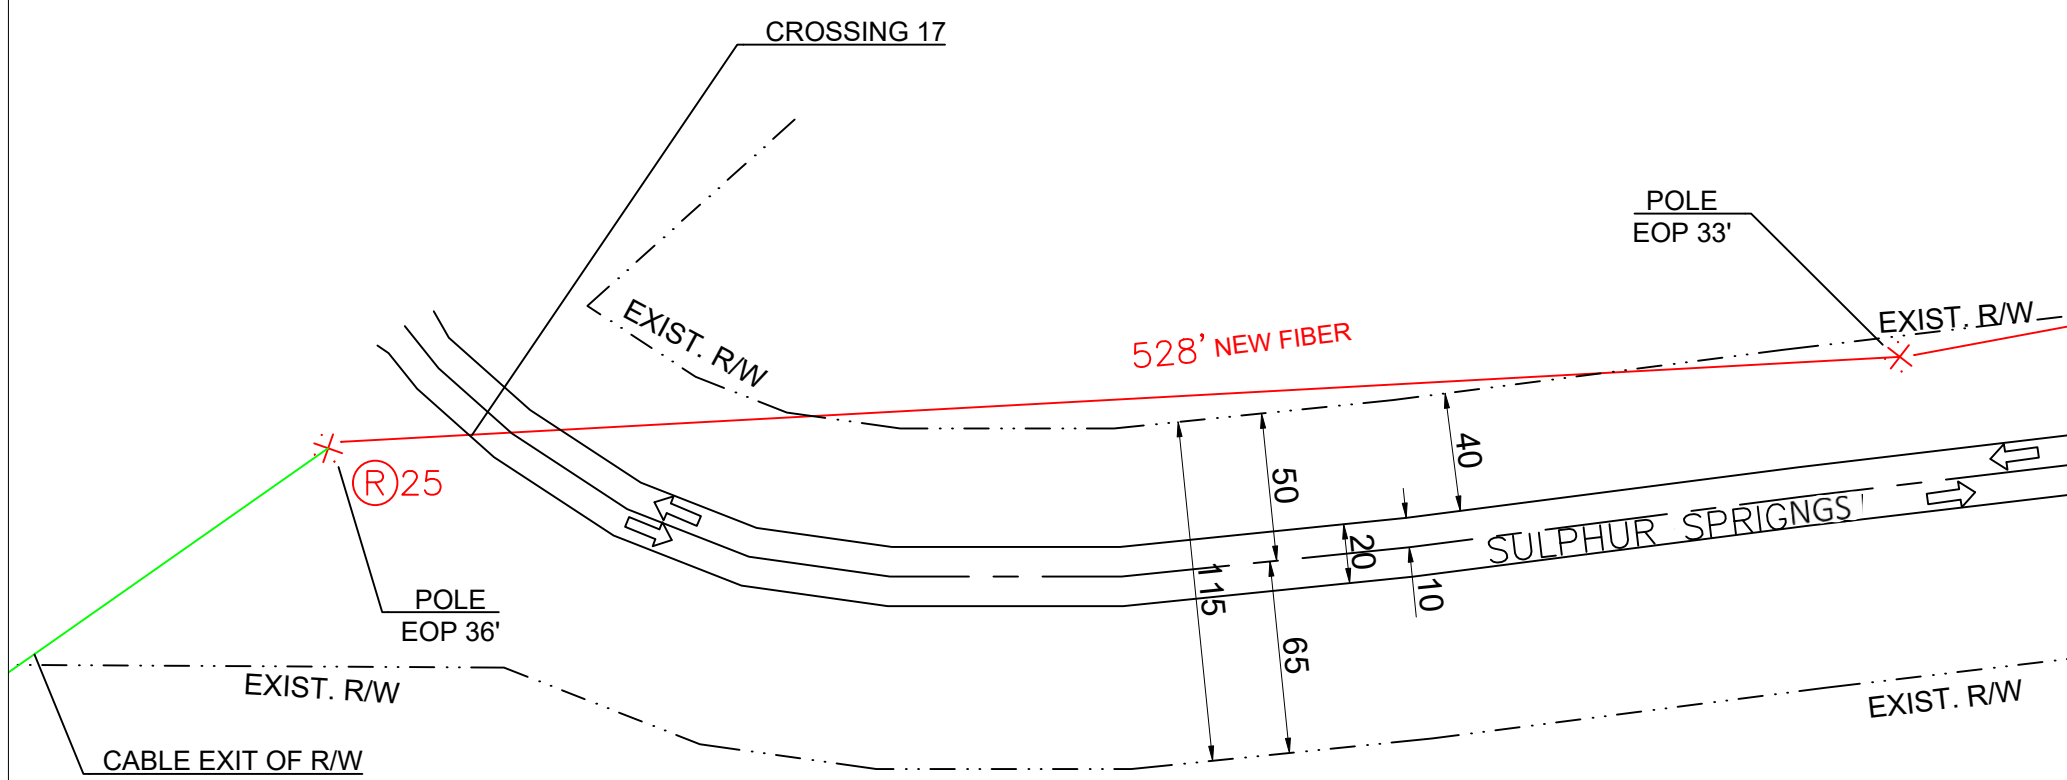 CROSSING 17
POLE
EOP 33'
EXIST. R/W
EXIST. R/W
528' NEW FIBER
40
50
R 25
20
SULPHUR SPRIGNGS
115
10
POLE
EOP 36'
65
EXIST. R/W
EXIST. R/W
CABLE EXIT OF R/W